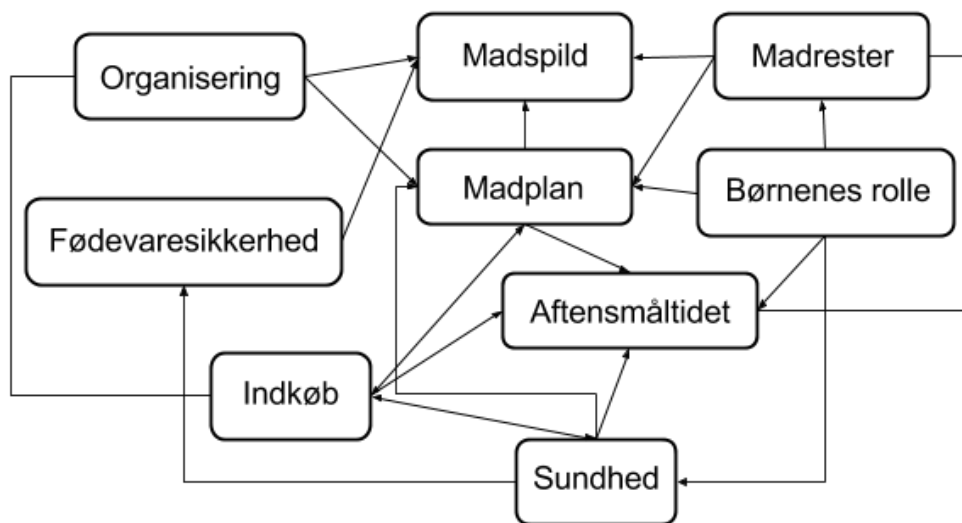 Organisering
Madspild
Madrester
Madplan
Børnenes rolle
Fødevaresikkerhed
Aftensmåltidet
Indkøb
Sundhed